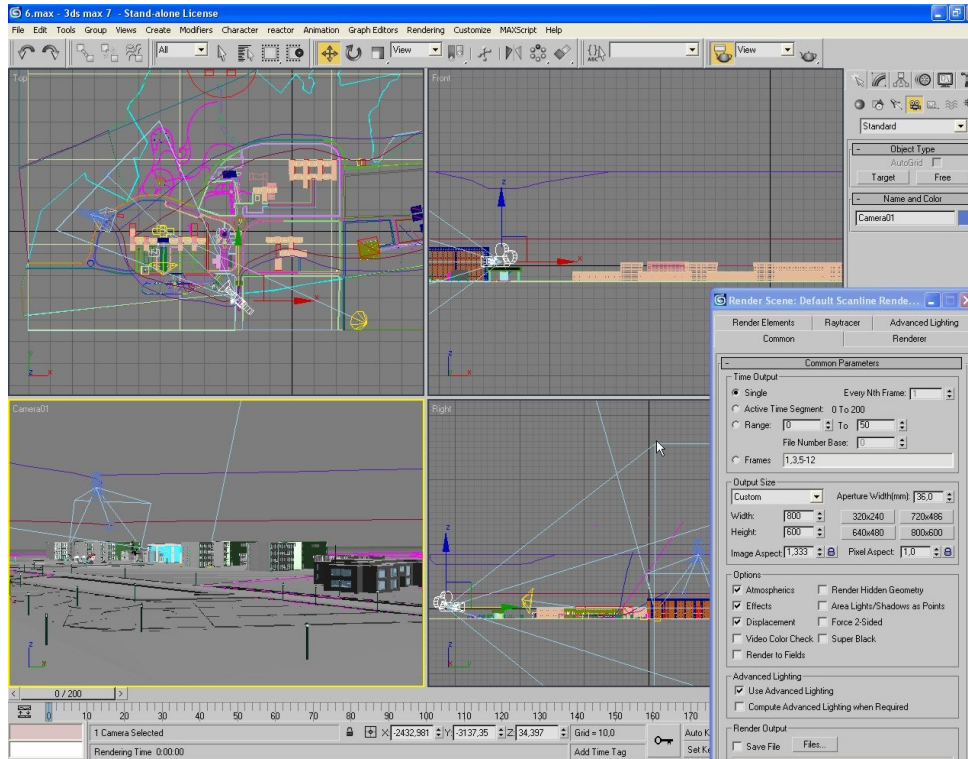 6.max - 3ds max 7 - Stand-alone License
File Edit Tools Group Views Create Modifiers Character reactor Animation Graph Editors Rendering Customize MAXScript Help
All View View
Top
Front
Standard
- Object Type
AutoGrid
Target Free
- Name and Color
Camera01
z
x
y
x
z
x
Render Scene: Default Scanline Rende...
Render Elements Raytracer Advanced Lighting
Common Renderer
- Common Parameters
Time Output
Single Every Nth Frame: 1
Active Time Segment: 0 To 200
Range: 0 To 50
File Number Base: 0
Frames 1,3,5-12
Output Size
Custom Aperture Width(mm): 36,0
Width: 800 320x240 720x486
Height: 600 640x480 800x600
Image Aspect: 1,333 Pixel Aspect: 1,0
Options
Atmospherics Render Hidden Geometry
Effects Area Lights/Shadows as Points
Displacement Force 2-Sided
Video Color Check Super Black
Render to Fields
Advanced Lighting
Use Advanced Lighting
Compute Advanced Lighting when Required
Render Output
Save File Files...
Camera01
Right
z
y
z
y
< 0 / 200 >
0 10 20 30 40 50 60 70 80 90 100 110 120 130 140 150 160 170
1 Camera Selected X: -2432,981 Y: -3137,35 Z: 34,397 Grid = 10,0 Auto K
Rendering Time 0:00:00 Add Time Tag Set Ke